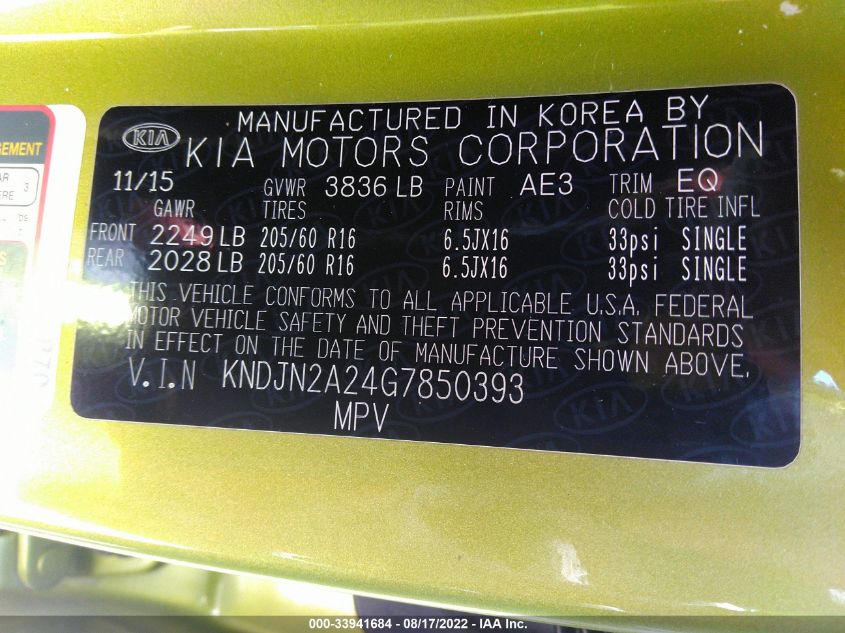 MANUFACTURED IN KOREA BY
KIA KIA MOTORS CORPORATION
11/15 GVWR 3836 LB PAINT AE3 TRIM EQ
GAWR TIRES RIMS COLD TIRE INFL
FRONT 2249 LB 205/60 R16 6.5JX16 33psi SINGLE
REAR 2028 LB 205/60 R16 6.5JX16 33psi SINGLE
THIS VEHICLE CONFORMS TO ALL APPLICABLE U.S.A. FEDERAL
MOTOR VEHICLE SAFETY AND THEFT PREVENTION STANDARDS
IN EFFECT ON THE DATE OF MANUFACTURE SHOWN ABOVE.
V.I.N KNDJN2A24G7850393
MPV
000-33941684 - 08/17/2022 - IAA Inc.